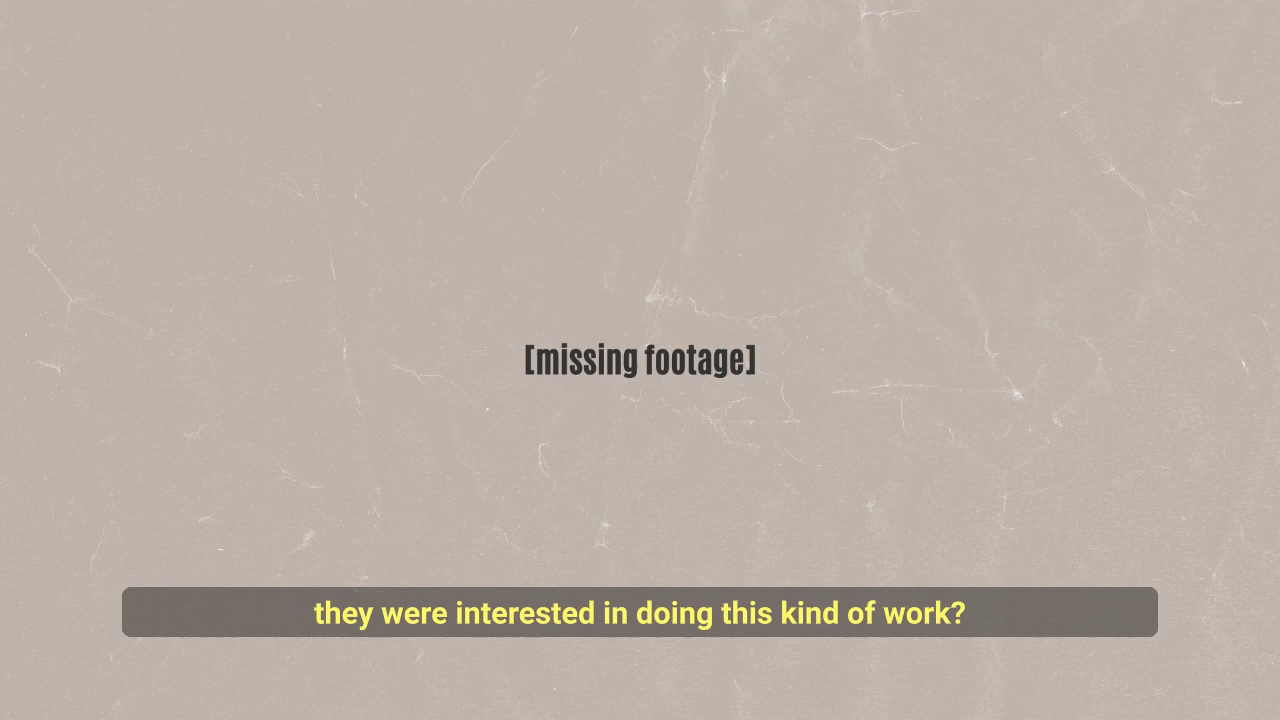 [missing footage]
they were interested in doing this kind of work?